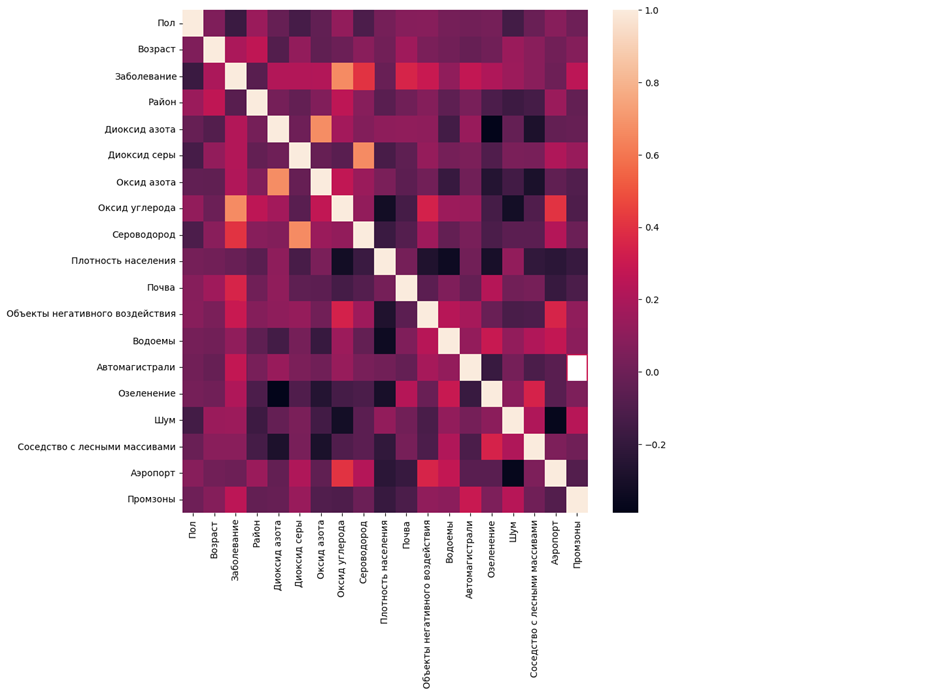 Пол
Возраст
Заболевание
Район
Диоксид азота
Диоксид серы
Оксид азота
Оксид углерода
Сероводород
Плотность населения
Почва
Объекты негативного воздействия
Водоемы
Автомагистрали
Озеленение
Шум
Соседство с лесными массивами
Аэропорт
Промзоны
Пол
Возраст
Заболевание
Район
Диоксид азота
Диоксид серы
Оксид азота
Оксид углерода
Сероводород
Плотность населения
Почва
Объекты негативного воздействия
Водоемы
Автомагистрали
Озеленение
Шум
Соседство с лесными массивами
Аэропорт
Промзоны
1.0
0.8
0.6
0.4
0.2
0.0
−0.2